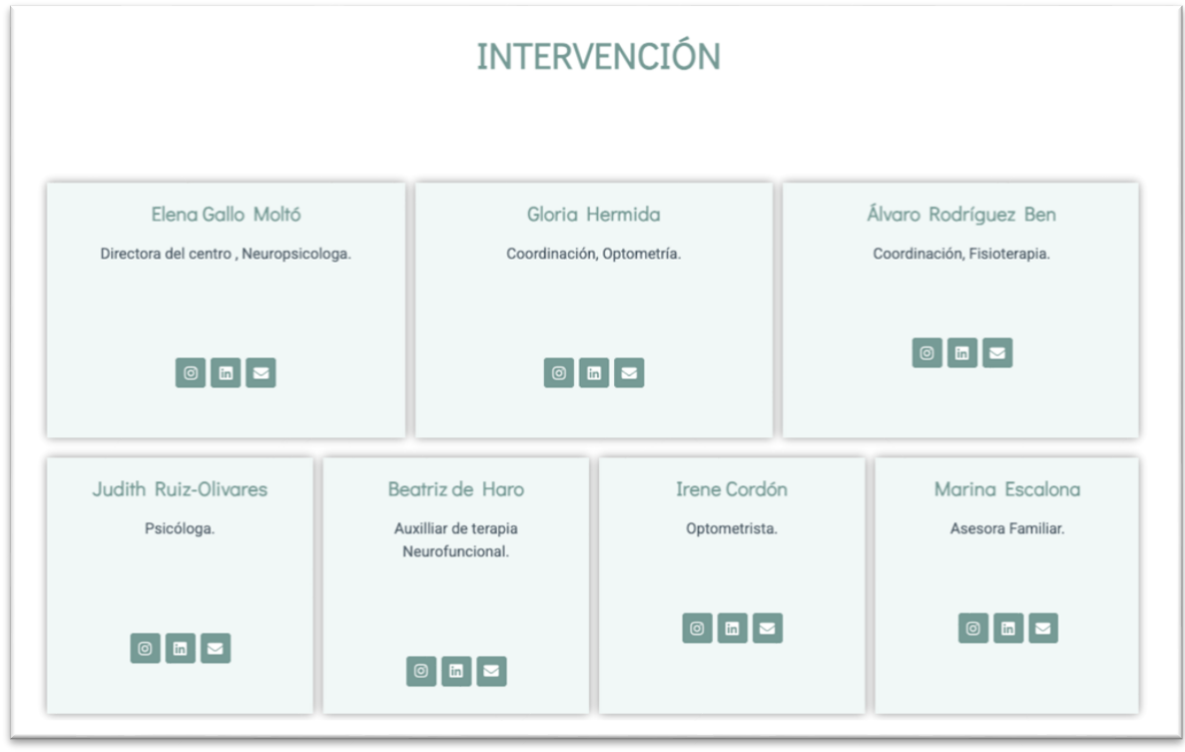 INTERVENCIÓN
Elena Gallo Moltó
Directora del centro , Neuropsicologa.
Gloria Hermida
Coordinación, Optometría.
Álvaro Rodríguez Ben
Coordinación, Fisioterapia.
Judith Ruiz-Olivares
Psicóloga.
Beatriz de Haro
Auxilliar de terapia
Neurofuncional.
Irene Cordón
Optometrista.
Marina Escalona
Asesora Familiar.